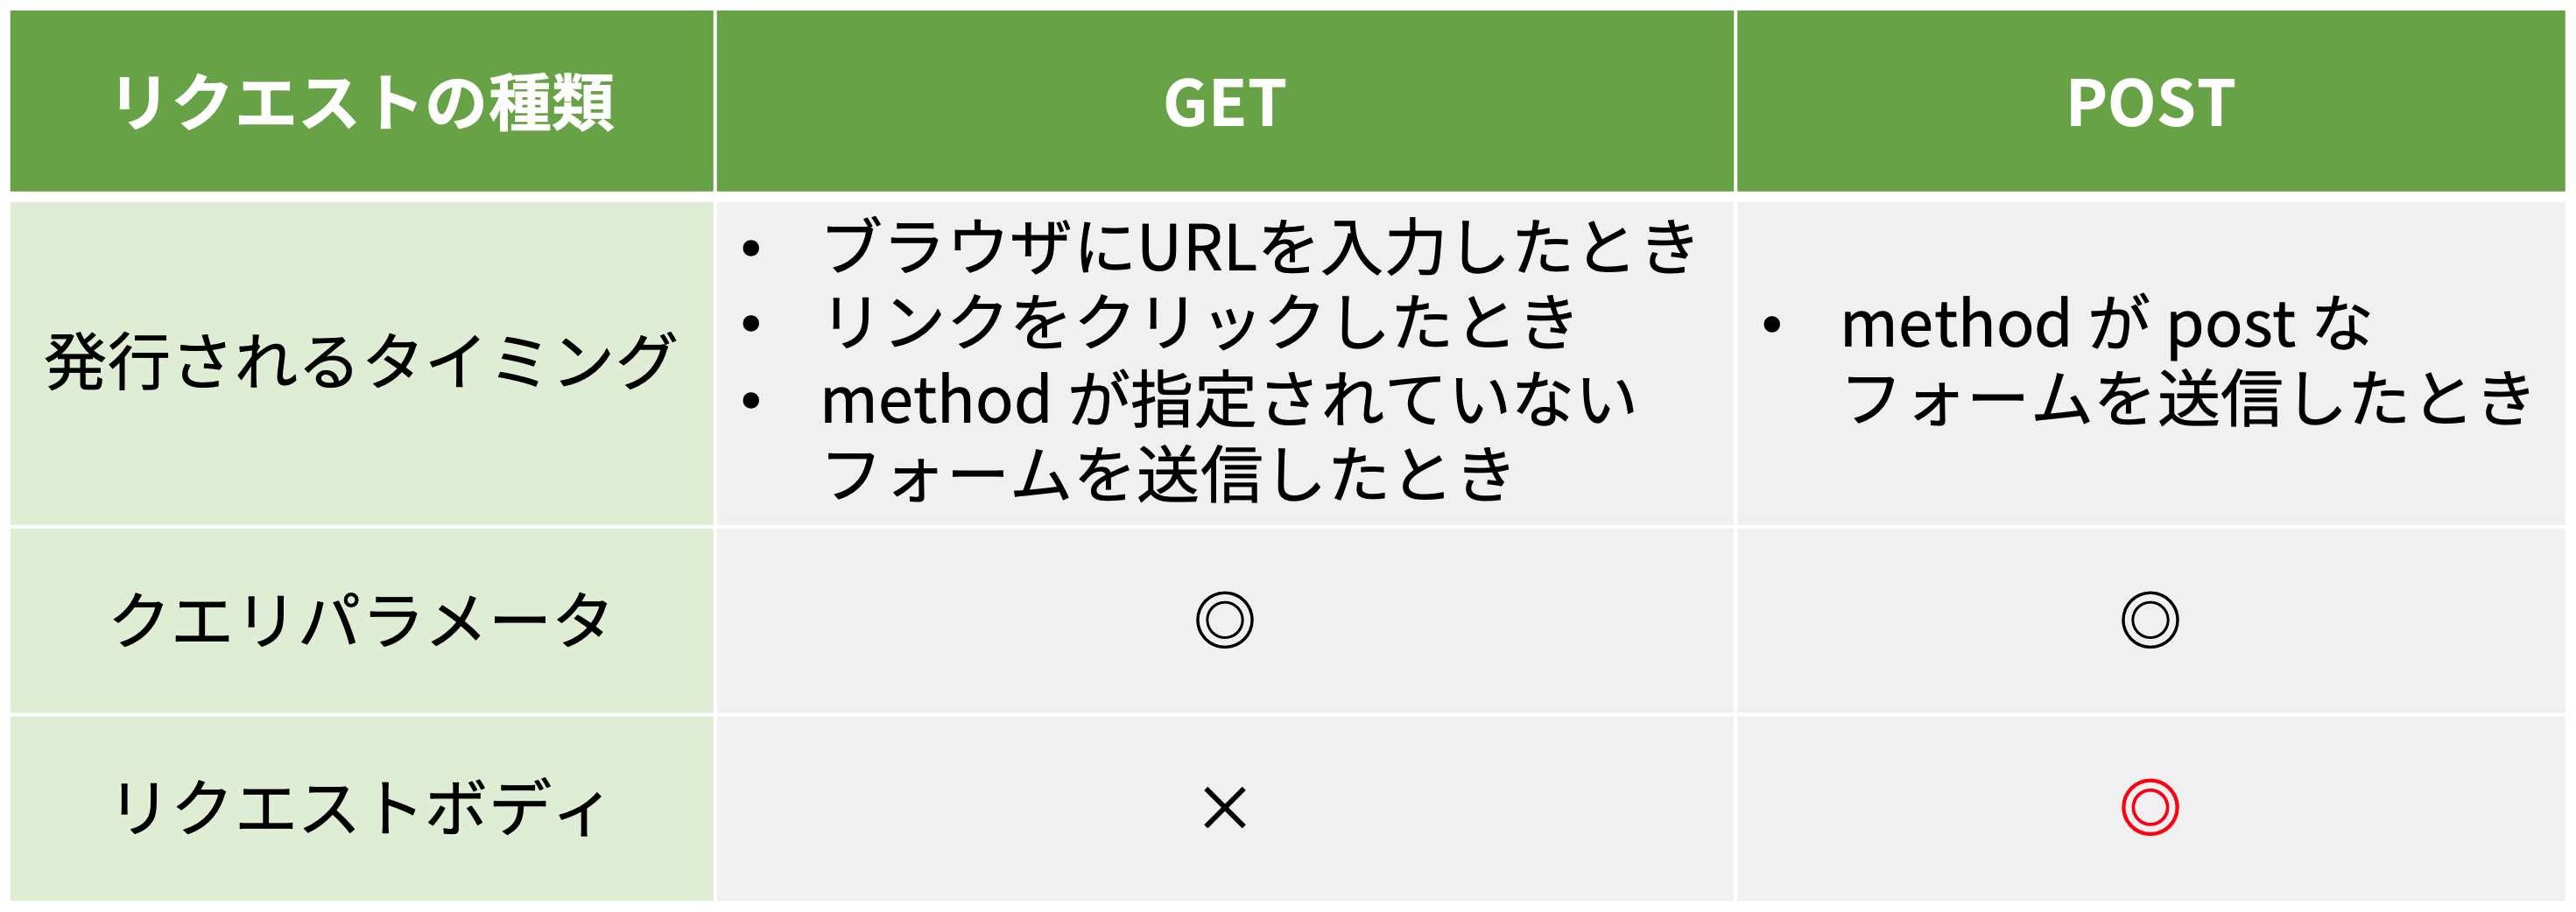 リクエストの種類
GET
POST
発行されるタイミング
• ブラウザにURLを入力したとき
• リンクをクリックしたとき
• method が指定されていない
フォームを送信したとき
• method が post な
フォームを送信したとき
クエリパラメータ
◎
◎
リクエストボディ
×
◎